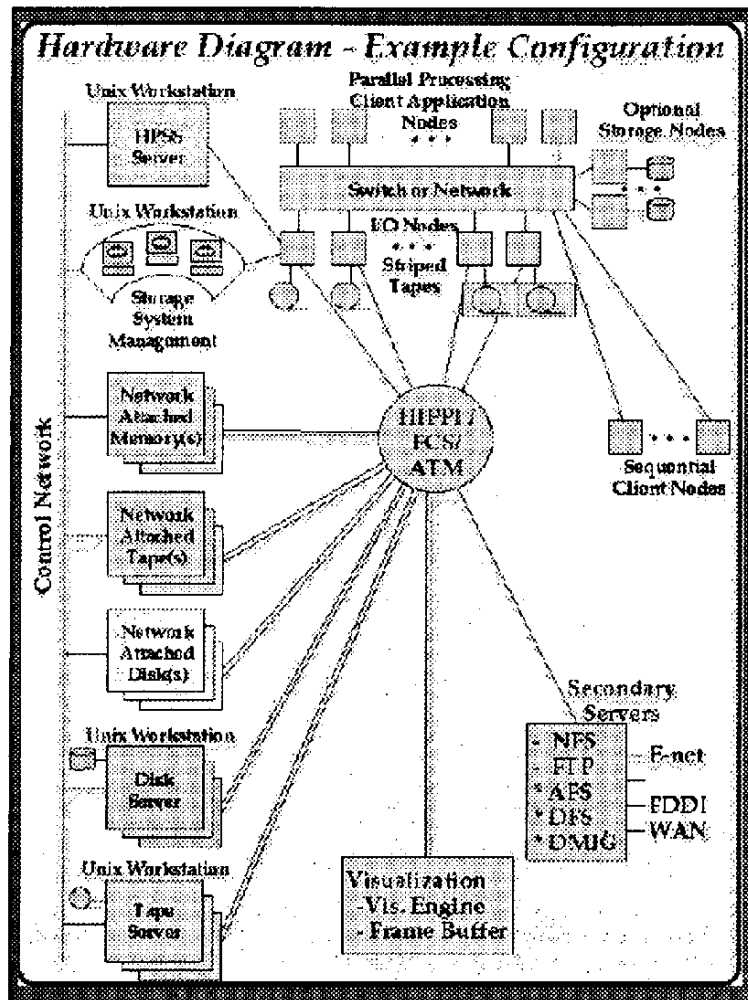 Hardware Diagram - Example Configuration
Unix Workstation
HPSS
Server
Parallel Processing
Client Application
Nodes
Optional
Storage Nodes
Switch or Network
Unix Workstation
I/O Nodes
Striped
Tapes
Storage
System
Management
Control Network
Network
Attached
Memory(s)
HIPPI /
FCS/
ATM
Sequential
Client Nodes
Network
Attached
Tape(s)
Network
Attached
Disk(s)
Secondary
Servers
- NFS
- FTP
* AFS
* DFS
* DMIG
E-net
FDDI
WAN
Unix Workstation
Disk
Server
Unix Workstation
Tape
Server
Visualization
- Vis. Engine
- Frame Buffer